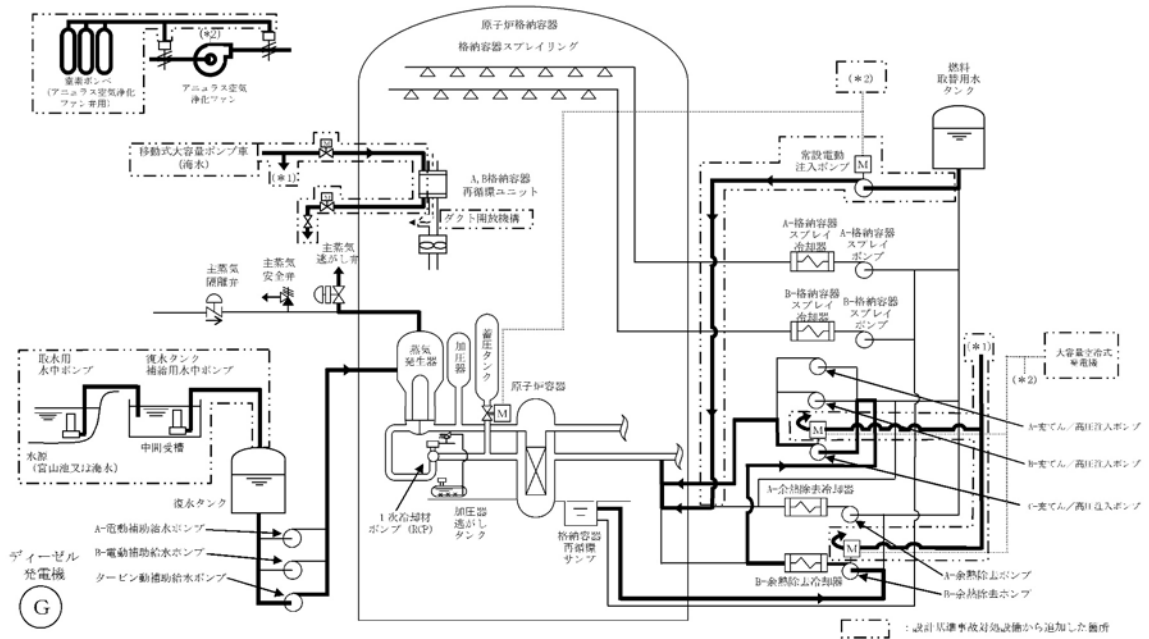 原子炉格納容器
格納容器スプレイリング
(*2)
窒素ボンベ
(アニュラス空気浄化
ファン弁用)
アニュラス空気
浄化ファン
(*2)
燃料
取替用水
タンク
移動式大容量ポンプ車
(海水)
(*1)
M
M
A,B格納容器
再循環ユニット
ダクト開放機構
常設電動
注入ポンプ
M
A-格納容器
スプレイ
冷却器
A-格納容器
スプレイ
ポンプ
B-格納容器
スプレイ
冷却器
B-格納容器
スプレイ
ポンプ
主蒸気
隔離弁
主蒸気
安全弁
主蒸気
逃がし弁
取水用
水中ポンプ
復水タンク
補給用水中ポンプ
中間受槽
水源
(宮山池又は海水)
復水タンク
蒸気
発生器
加圧器
蓄圧タンク
M
原子炉容器
1次冷却材
ポンプ (RCP)
加圧器
逃がし
タンク
格納容器
再循環
サンプ
(*1)
大容量空冷式
発電機
(*2)
M
A-充てん/高圧注入ポンプ
B-充てん/高圧注入ポンプ
C-充てん/高圧注入ポンプ
A-余熱除去冷却器
M
B-余熱除去冷却器
A-余熱除去ポンプ
B-余熱除去ポンプ
A-電動補助給水ポンプ
B-電動補助給水ポンプ
タービン動補助給水ポンプ
ディーゼル
発電機
G
:設計基準事故対処設備から追加した箇所